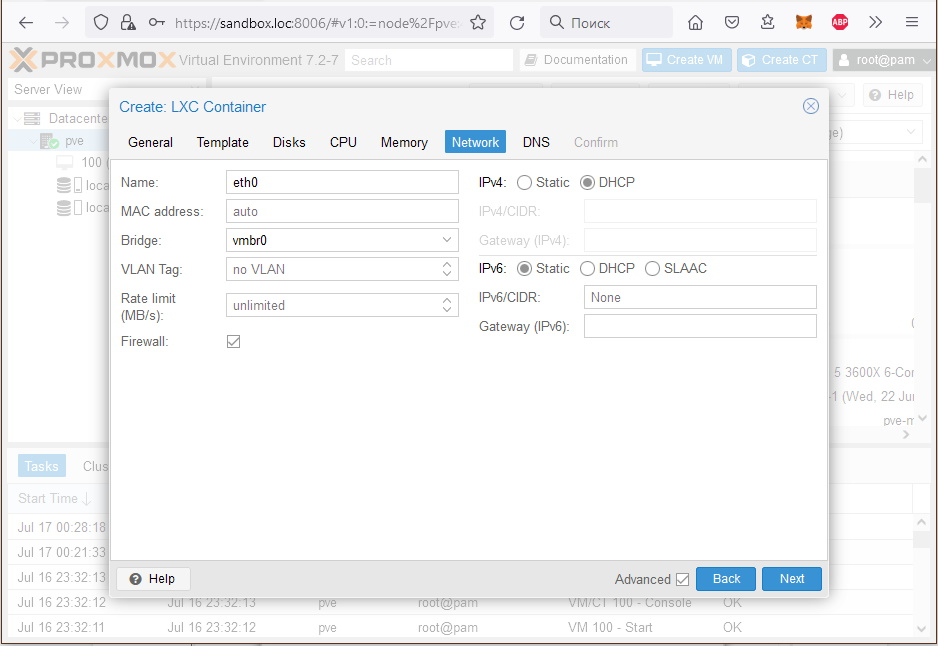 https://sandbox.loc:8006/#v1:0:=node%2Fpve:
Поиск
ABP
PROXMOX Virtual Environment 7.2-7
Search
Documentation
Create VM
Create CT
root@pam
Server View
Help
Datacente
pve
100 (
loca
loca
Create: LXC Container
General Template Disks CPU Memory Network DNS Confirm
Name: eth0
MAC address: auto
Bridge: vmbr0
VLAN Tag: no VLAN
Rate limit
(MB/s): unlimited
Firewall:
IPv4: Static DHCP
IPv4/CIDR:
Gateway (IPv4):
IPv6: Static DHCP SLAAC
IPv6/CIDR: None
Gateway (IPv6):
Help
Advanced
Back
Next
5 3600X 6-Cor
-1 (Wed, 22 Jun
pve-m
Tasks Clus
Start Time
Jul 17 00:28:18
Jul 17 00:21:33
Jul 16 23:32:13
Jul 16 23:32:12 Jul 16 23:32:13 pve root@pam VM/CT 100 - Console OK
Jul 16 23:32:11 Jul 16 23:32:12 pve root@pam VM 100 - Start OK